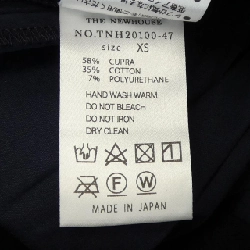 THE NEWHOUSE
NO.TNH20100-47
SIZE XS
58% CUPRA
35% COTTON
7% POLYURETHANE
HAND WASH WARM
DO NOT BLEACH
DO NOT IRON
DRY CLEAN
F W
MADE IN JAPAN